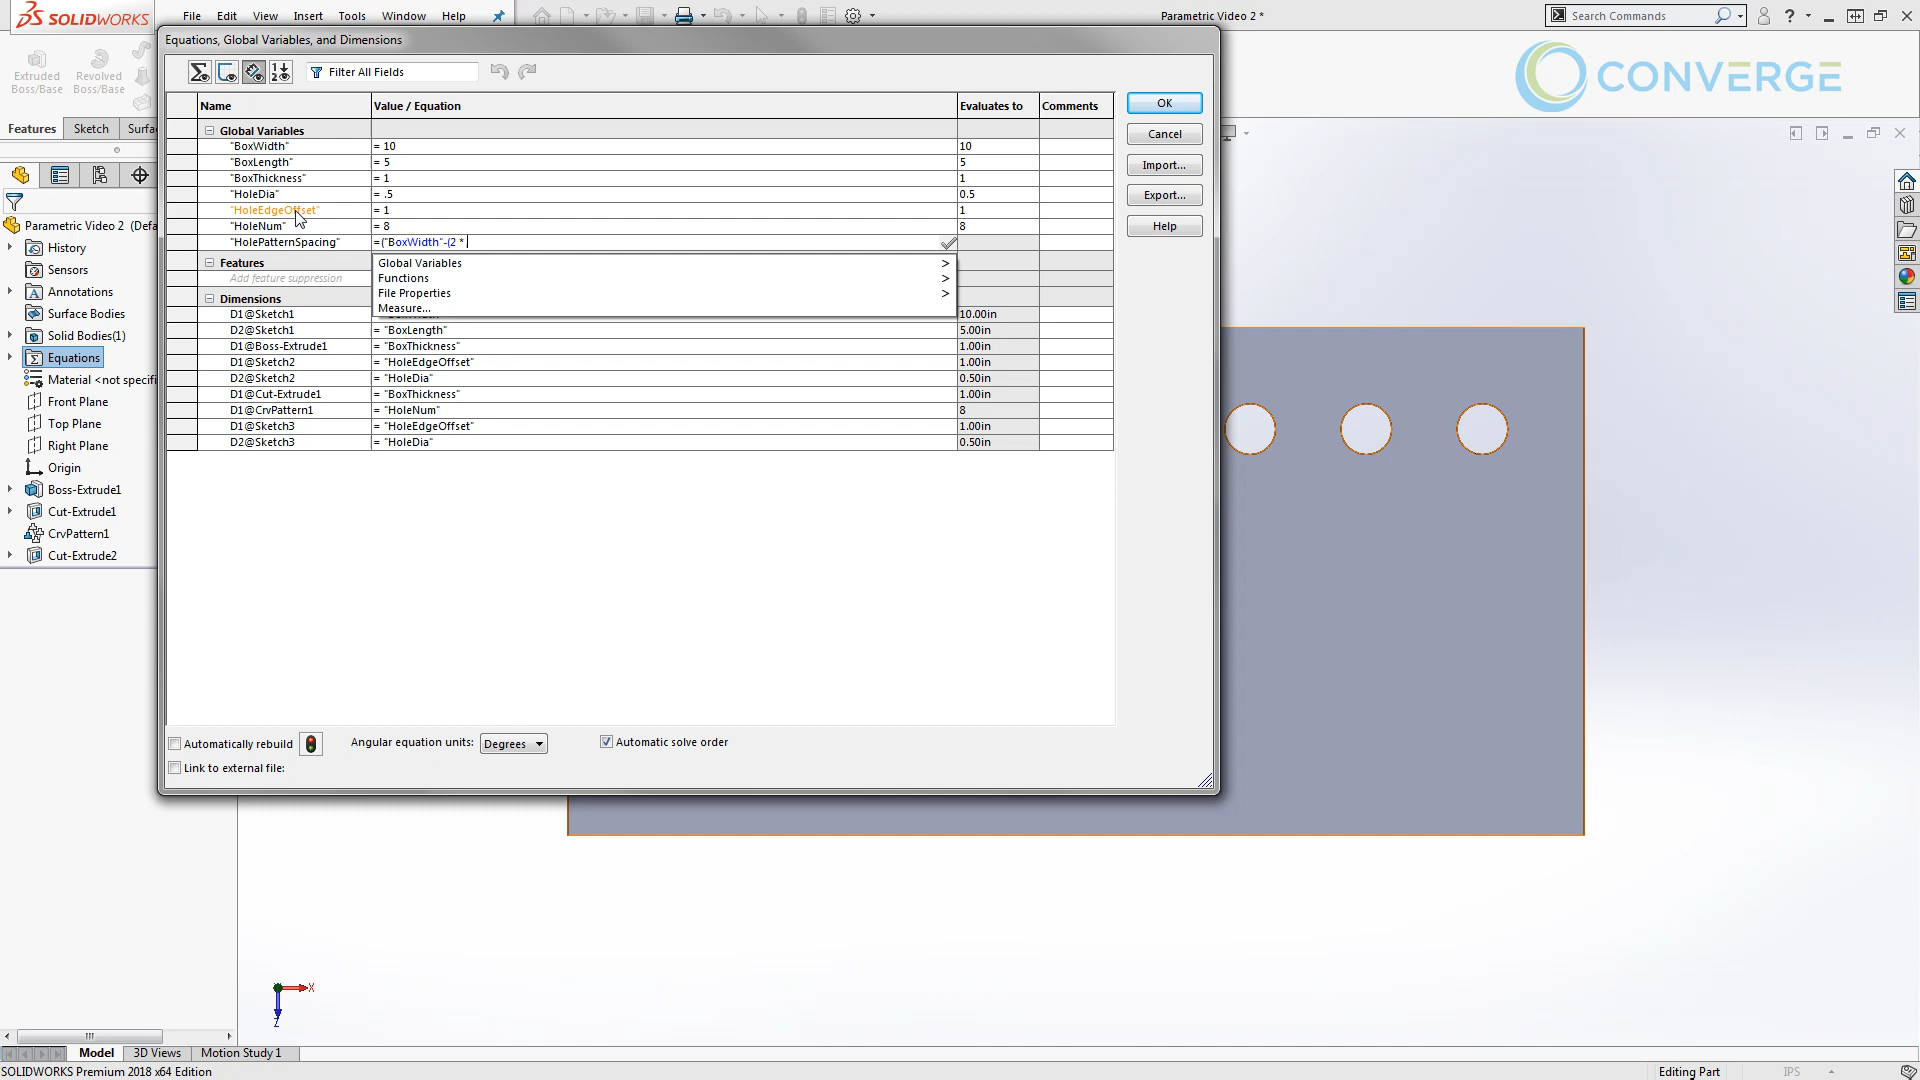 SOLIDWORKS
File Edit View Insert Tools Window Help
Parametric Video 2 *
Search Commands
?
Equations, Global Variables, and Dimensions
Extruded Boss/Base
Revolved Boss/Base
Filter All Fields
CONVERGE
Features Sketch Surfa
Name Value / Equation Evaluates to Comments
OK
Cancel
Import...
Export...
Help
Global Variables
"BoxWidth" = 10 10
"BoxLength" = 5 5
"BoxThickness" = 1 1
"HoleDia" = .5 0.5
"HoleEdgeOffset" = 1 1
"HoleNum" = 8 8
"HolePatternSpacing" =("BoxWidth"-(2 *
Features
Add feature suppression
Global Variables >
Functions >
File Properties >
Measure...
Dimensions
D1@Sketch1 10.00in
D2@Sketch1 = "BoxLength" 5.00in
D1@Boss-Extrude1 = "BoxThickness" 1.00in
D1@Sketch2 = "HoleEdgeOffset" 1.00in
D2@Sketch2 = "HoleDia" 0.50in
D1@Cut-Extrude1 = "BoxThickness" 1.00in
D1@CrvPattern1 = "HoleNum" 8
D1@Sketch3 = "HoleEdgeOffset" 1.00in
D2@Sketch3 = "HoleDia" 0.50in
Parametric Video 2 (Defa
History
Sensors
Annotations
Surface Bodies
Solid Bodies(1)
Equations
Material <not specifi
Front Plane
Top Plane
Right Plane
Origin
Boss-Extrude1
Cut-Extrude1
CrvPattern1
Cut-Extrude2
Automatically rebuild
Angular equation units: Degrees
Automatic solve order
Link to external file:
X
Z
Model 3D Views Motion Study 1
SOLIDWORKS Premium 2018 x64 Edition
Editing Part
IPS